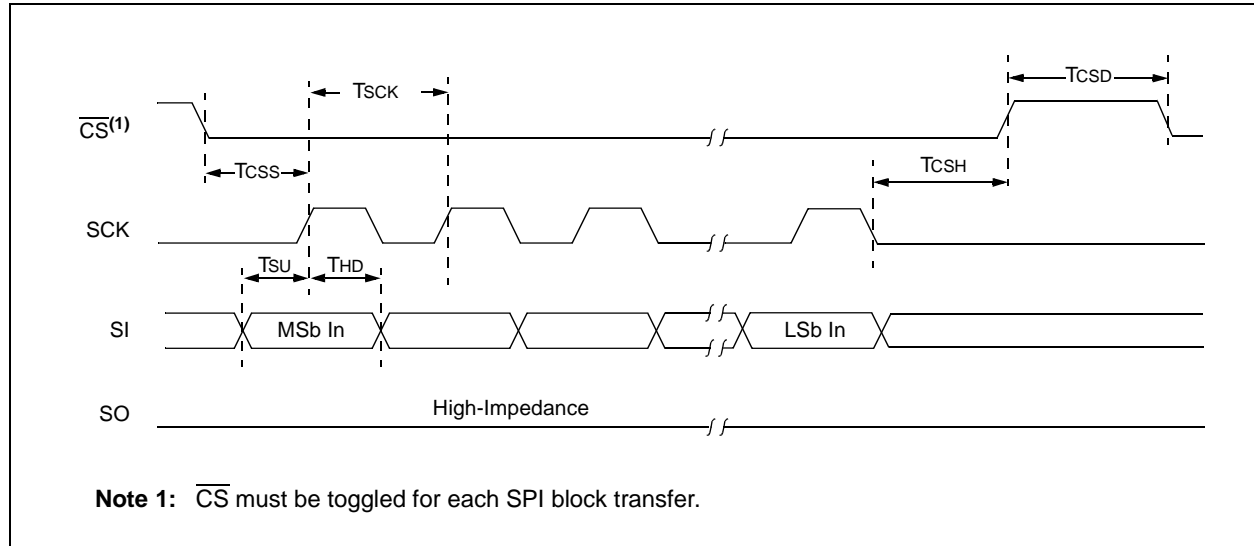 TSCK
TCSD
CS(1)
TCSS
TCSH
SCK
TSU
THD
SI
MSb In
LSb In
SO
High-Impedance
Note 1: CS must be toggled for each SPI block transfer.